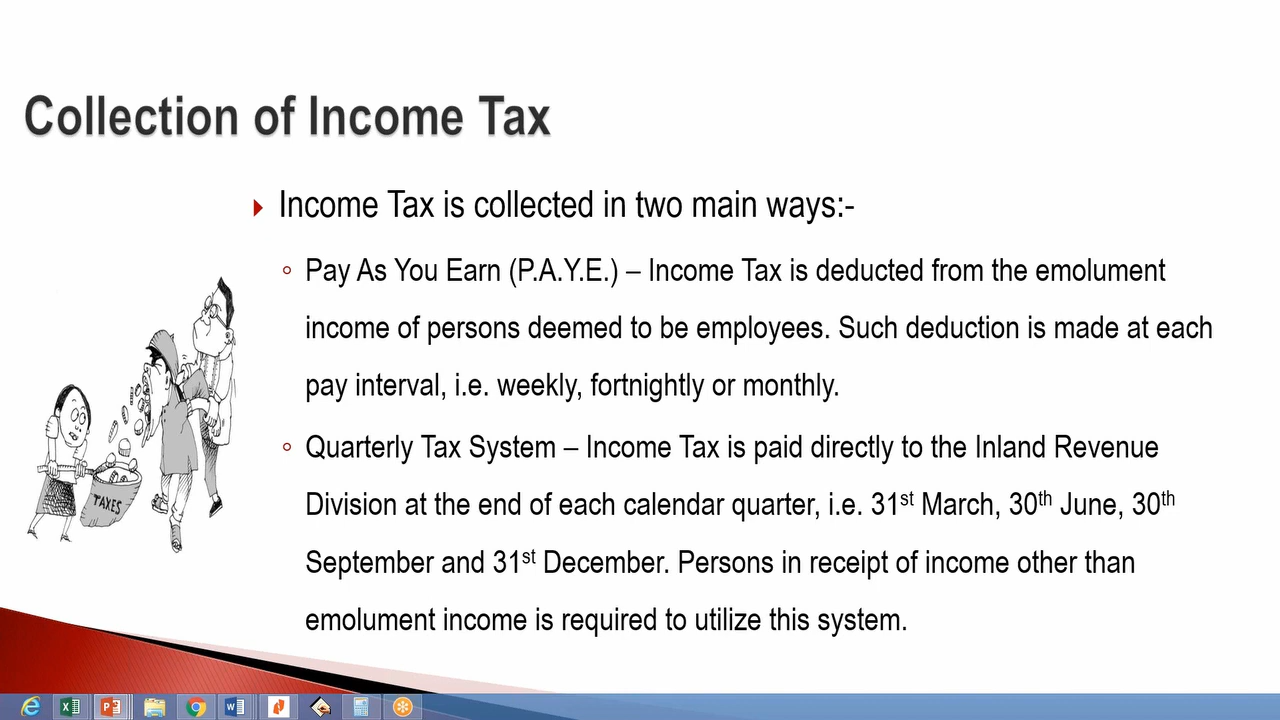 Collection of Income Tax
Income Tax is collected in two main ways:-
Pay As You Earn (P.A.Y.E.) – Income Tax is deducted from the emolument
income of persons deemed to be employees. Such deduction is made at each
pay interval, i.e. weekly, fortnightly or monthly.
Quarterly Tax System – Income Tax is paid directly to the Inland Revenue
Division at the end of each calendar quarter, i.e. 31st March, 30th June, 30th
September and 31st December. Persons in receipt of income other than
emolument income is required to utilize this system.
TAXES